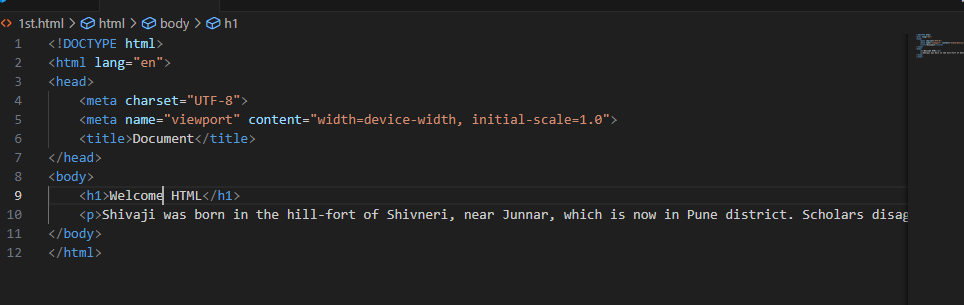 <> 1st.html > html > body > h1
1 <!DOCTYPE html>
2 <html lang="en">
3 <head>
4 <meta charset="UTF-8">
5 <meta name="viewport" content="width=device-width, initial-scale=1.0">
6 <title>Document</title>
7 </head>
8 <body>
9 <h1>Welcome HTML</h1>
10 <p>Shivaji was born in the hill-fort of Shivneri, near Junnar, which is now in Pune district. Scholars disag
11 </body>
12 </html>